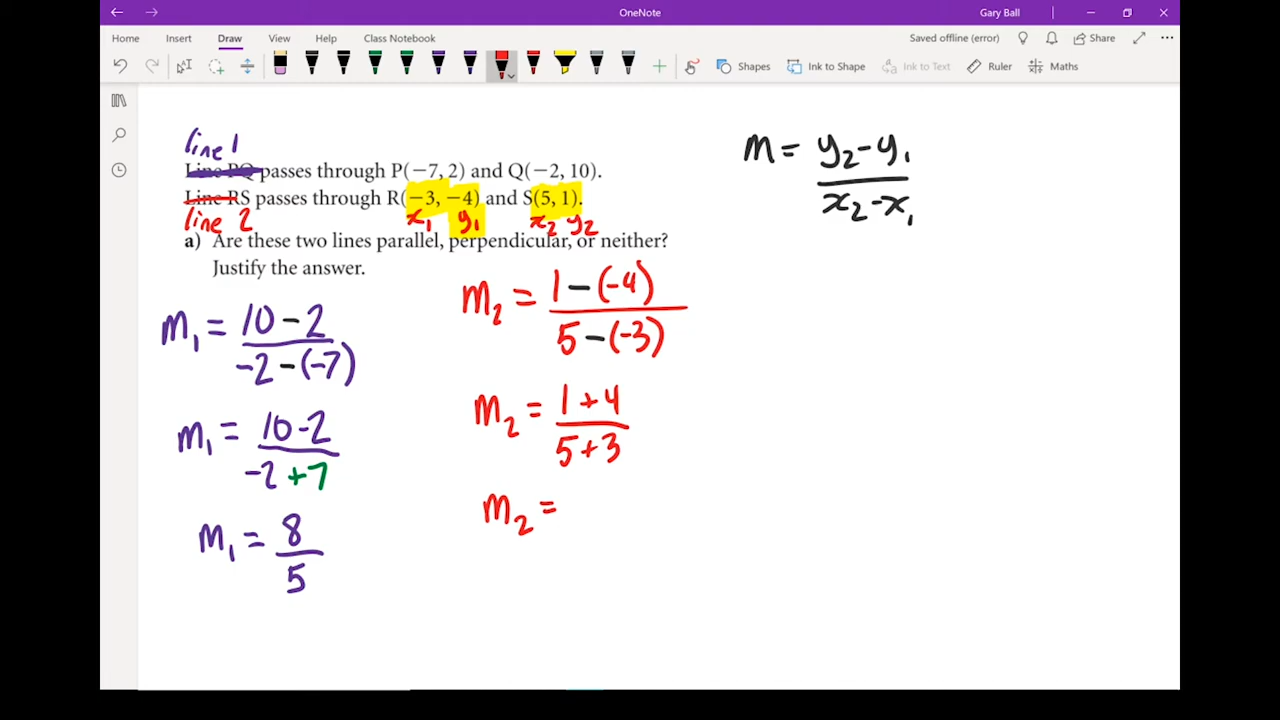 OneNote
Gary Ball
Home Insert Draw View Help Class Notebook
Saved offline (error)
Share
Shapes
Ink to Shape
Ink to Text
Ruler
Maths
line 1
Line PQ passes through P(−7, 2) and Q(−2, 10).
Line RS passes through R(−3, −4) and S(5, 1).
line 2
x₁ y₁ x₂ y₂
a) Are these two lines parallel, perpendicular, or neither?
Justify the answer.
m = y₂-y₁
x₂-x₁
m₁ = 10 - 2
-2 - (-7)
m₁ = 10 - 2
-2 + 7
m₁ = 8
5
m₂ = 1 - (-4)
5 - (-3)
m₂ = 1 + 4
5 + 3
m₂ =